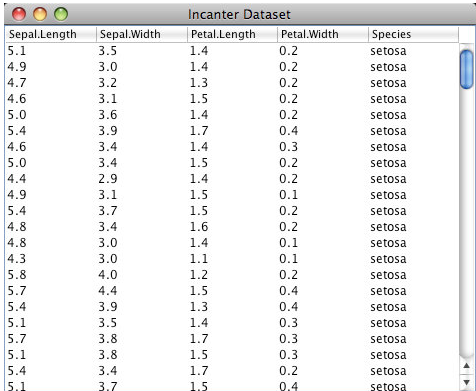 Incanter Dataset
Sepal.Length Sepal.Width Petal.Length Petal.Width Species
5.1 3.5 1.4 0.2 setosa
4.9 3.0 1.4 0.2 setosa
4.7 3.2 1.3 0.2 setosa
4.6 3.1 1.5 0.2 setosa
5.0 3.6 1.4 0.2 setosa
5.4 3.9 1.7 0.4 setosa
4.6 3.4 1.4 0.3 setosa
5.0 3.4 1.5 0.2 setosa
4.4 2.9 1.4 0.2 setosa
4.9 3.1 1.5 0.1 setosa
5.4 3.7 1.5 0.2 setosa
4.8 3.4 1.6 0.2 setosa
4.8 3.0 1.4 0.1 setosa
4.3 3.0 1.1 0.1 setosa
5.8 4.0 1.2 0.2 setosa
5.7 4.4 1.5 0.4 setosa
5.4 3.9 1.3 0.4 setosa
5.1 3.5 1.4 0.3 setosa
5.7 3.8 1.7 0.3 setosa
5.1 3.8 1.5 0.3 setosa
5.4 3.4 1.7 0.2 setosa
5.1 3.7 1.5 0.4 setosa